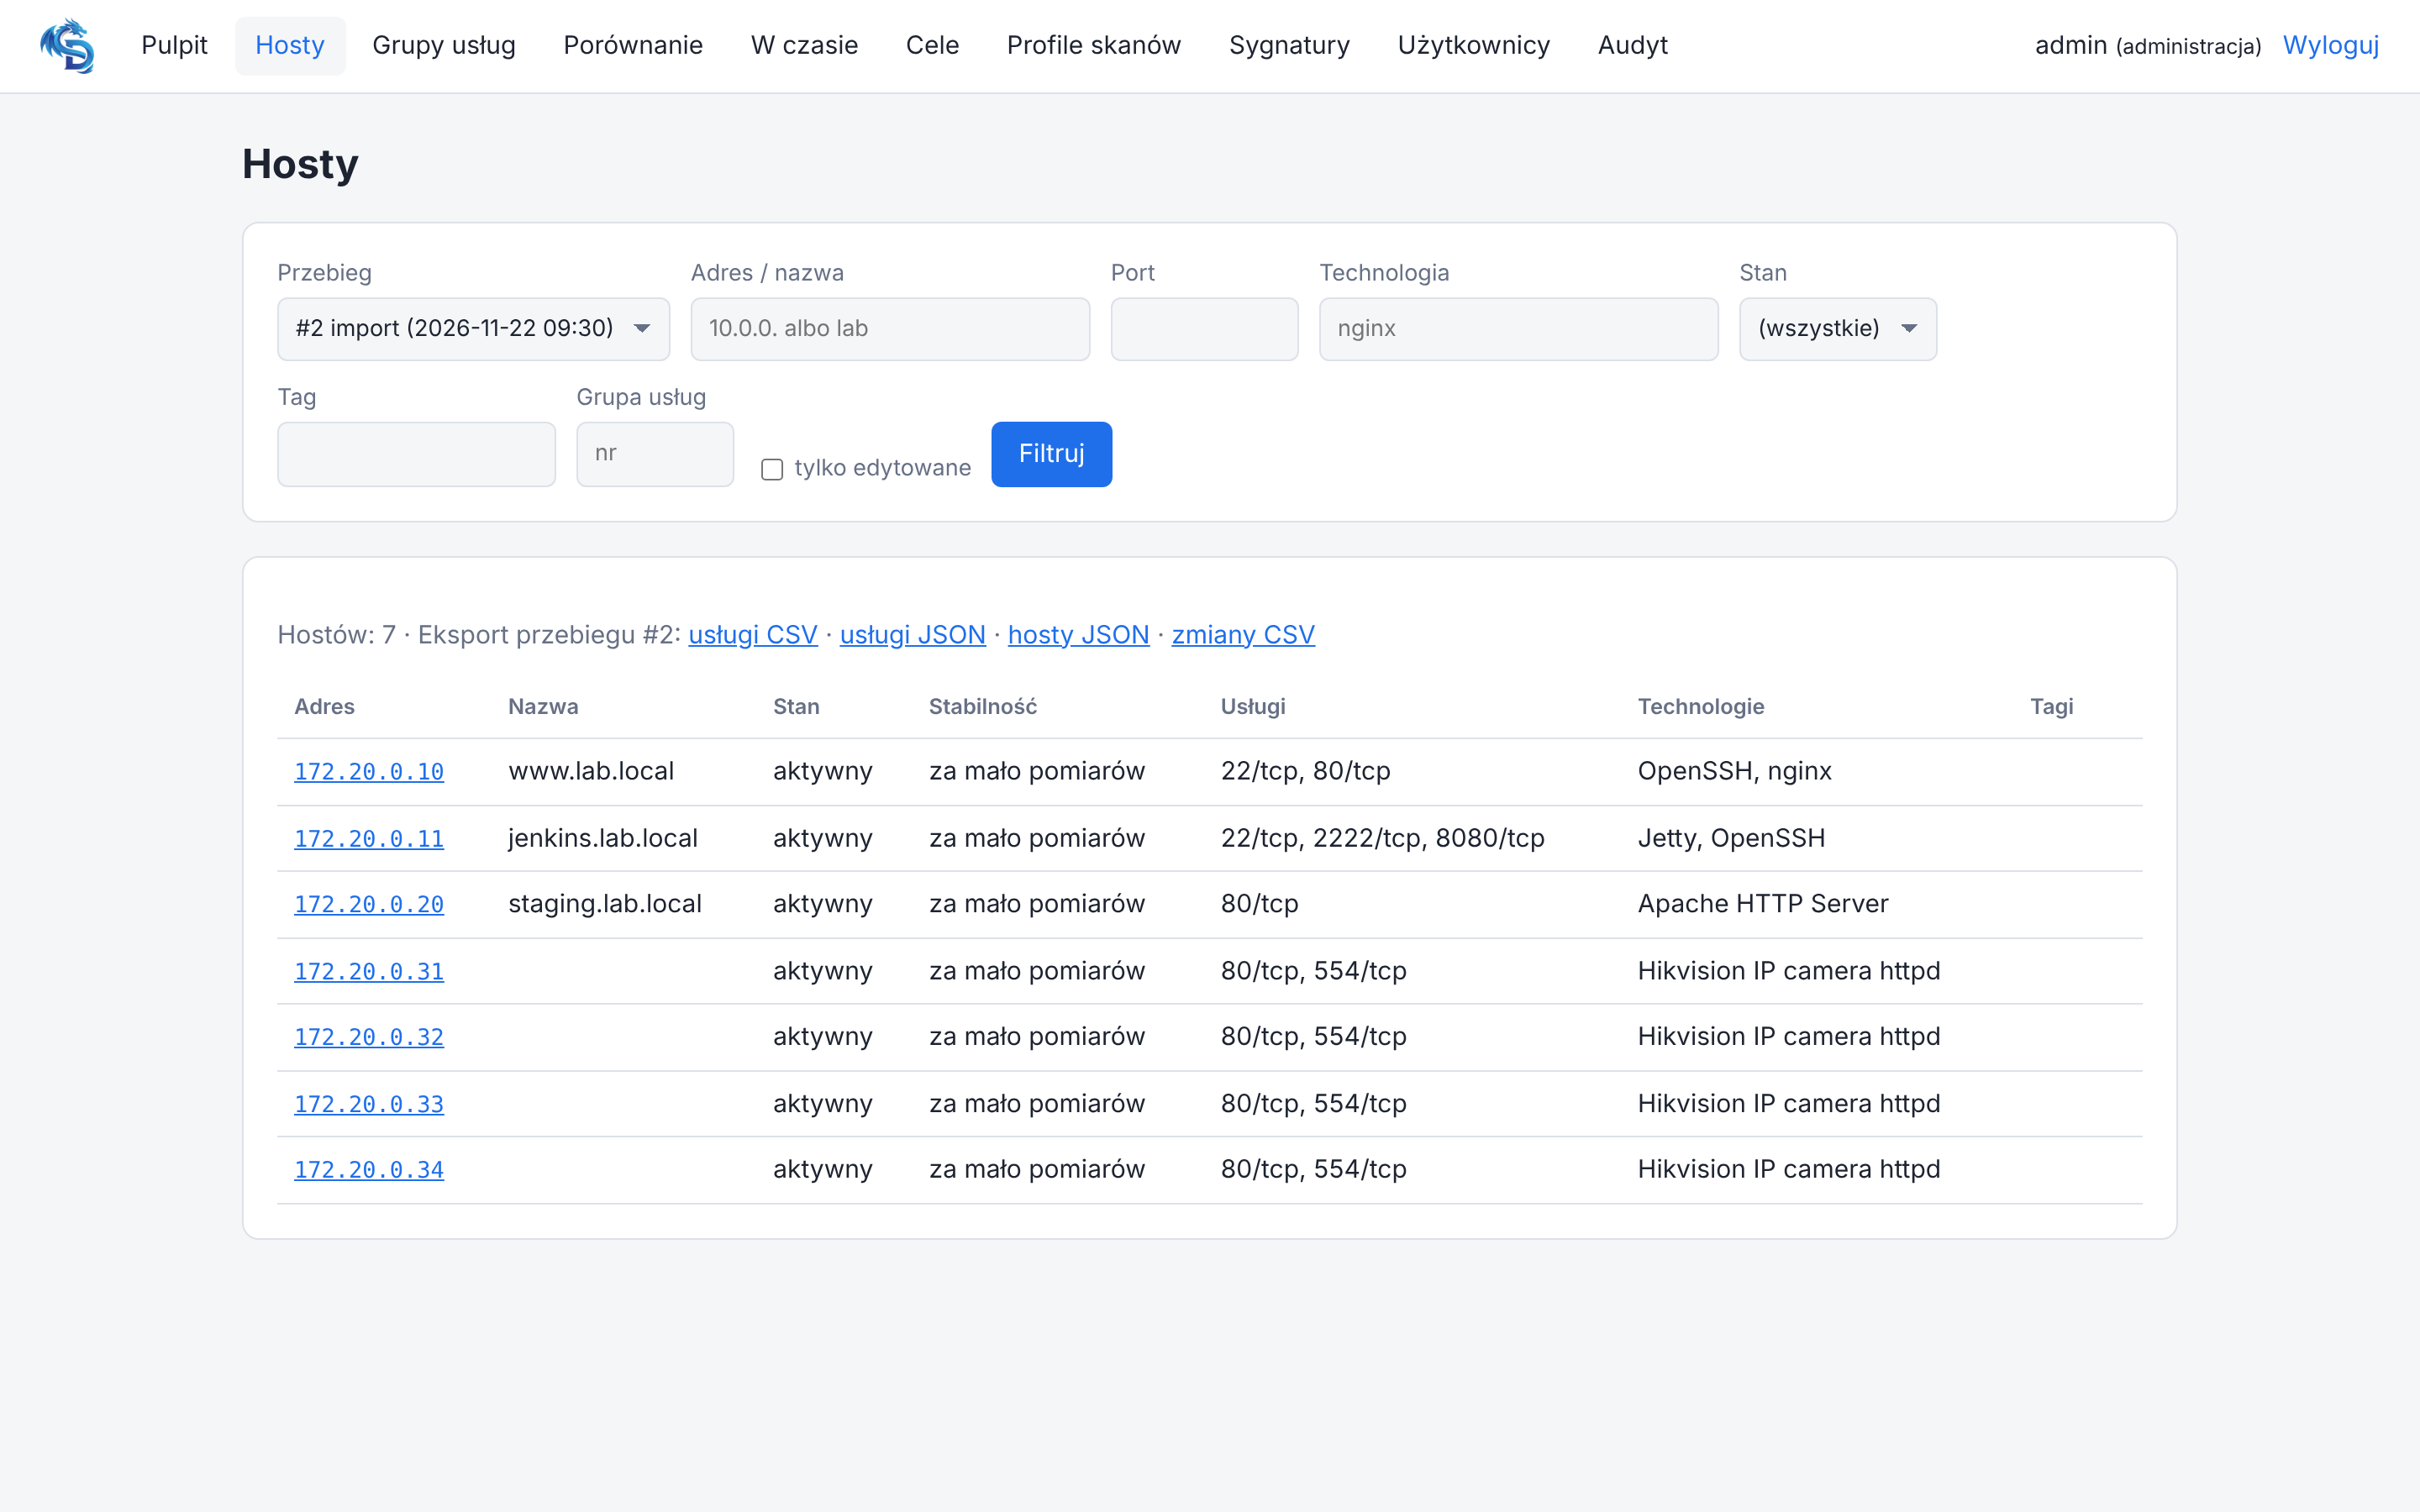 Pulpit Hosty Grupy usług Porównanie W czasie Cele Profile skanów Sygnatury Użytkownicy Audyt admin (administracja) Wyloguj
Hosty
Przebieg Adres / nazwa Port Technologia Stan
#2 import (2026-11-22 09:30) 10.0.0. albo lab nginx (wszystkie)
Tag Grupa usług
nr tylko edytowane Filtruj
Hostów: 7 · Eksport przebiegu #2: usługi CSV · usługi JSON · hosty JSON · zmiany CSV
Adres Nazwa Stan Stabilność Usługi Technologie Tagi
172.20.0.10 www.lab.local aktywny za mało pomiarów 22/tcp, 80/tcp OpenSSH, nginx
172.20.0.11 jenkins.lab.local aktywny za mało pomiarów 22/tcp, 2222/tcp, 8080/tcp Jetty, OpenSSH
172.20.0.20 staging.lab.local aktywny za mało pomiarów 80/tcp Apache HTTP Server
172.20.0.31 aktywny za mało pomiarów 80/tcp, 554/tcp Hikvision IP camera httpd
172.20.0.32 aktywny za mało pomiarów 80/tcp, 554/tcp Hikvision IP camera httpd
172.20.0.33 aktywny za mało pomiarów 80/tcp, 554/tcp Hikvision IP camera httpd
172.20.0.34 aktywny za mało pomiarów 80/tcp, 554/tcp Hikvision IP camera httpd